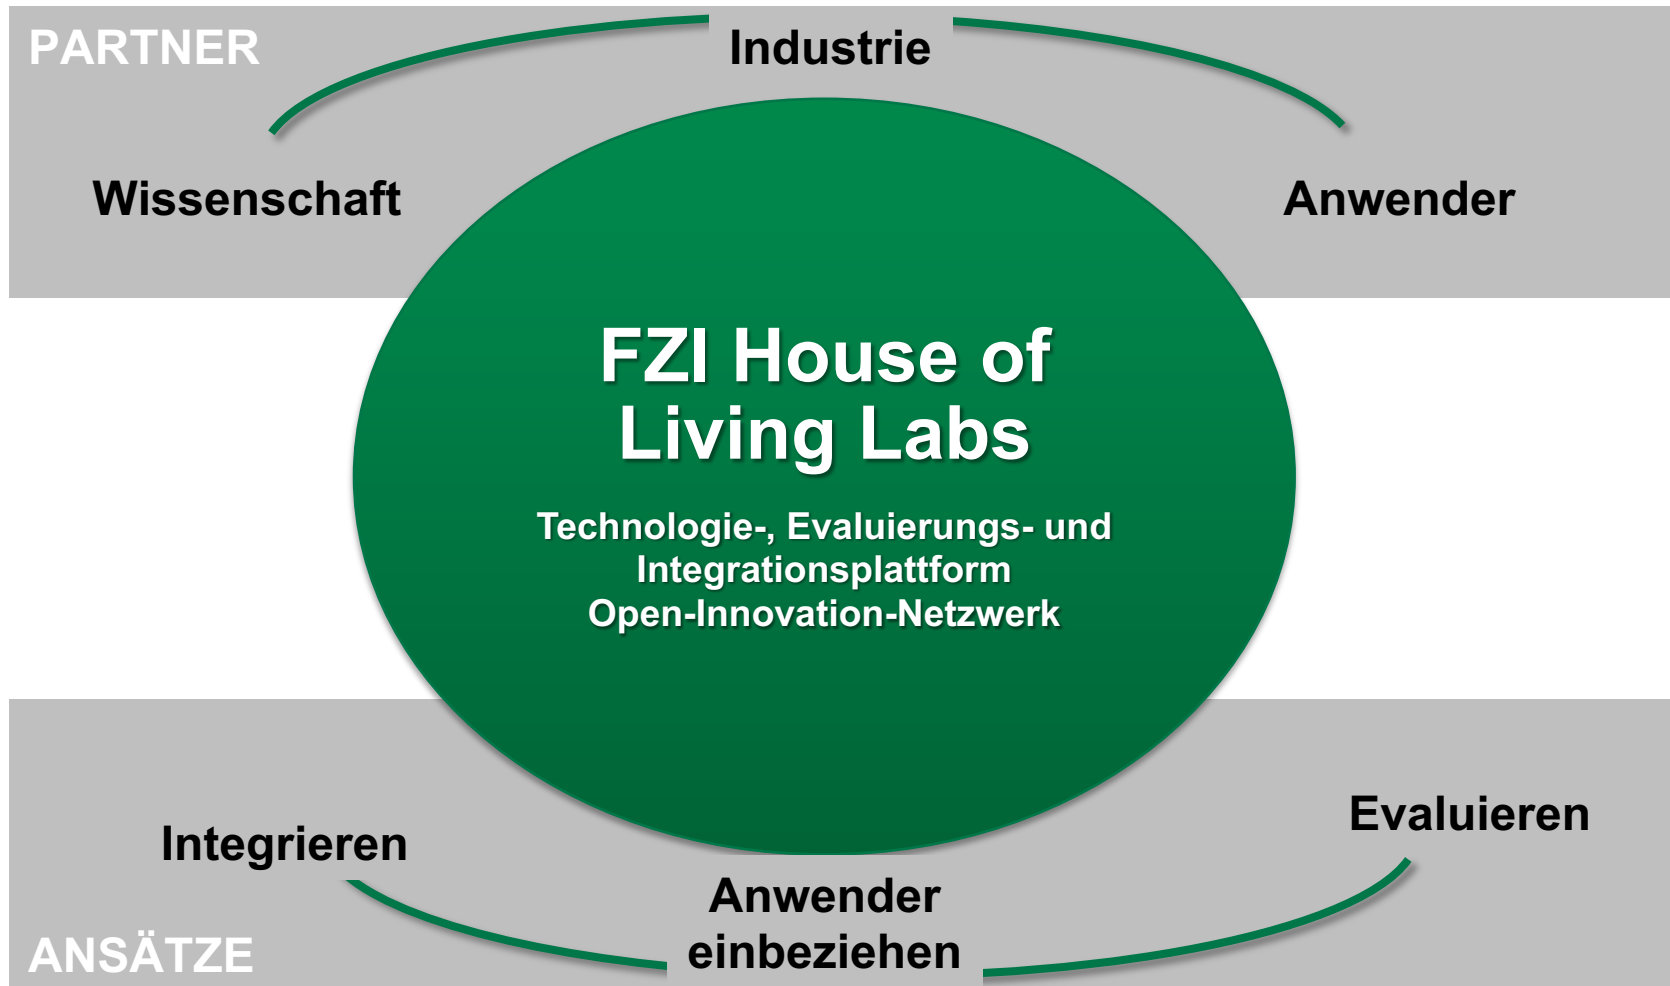 PARTNER
Industrie
Wissenschaft
Anwender
FZI House of
Living Labs
Technologie-, Evaluierungs- und
Integrationsplattform
Open-Innovation-Netzwerk
Integrieren
Evaluieren
Anwender
einbeziehen
ANSÄTZE